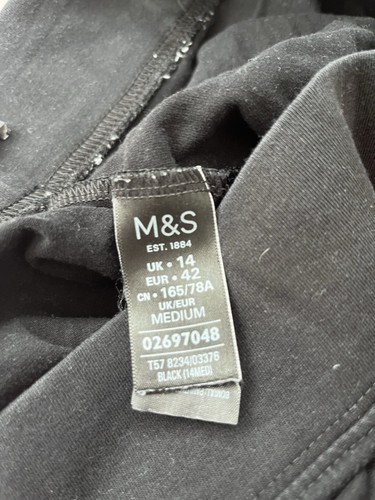 M&S
EST. 1884
UK • 14
EUR • 42
CN • 165/78A
UK/EUR
MEDIUM
02697048
T57 8234/03376
BLACK (14MED)